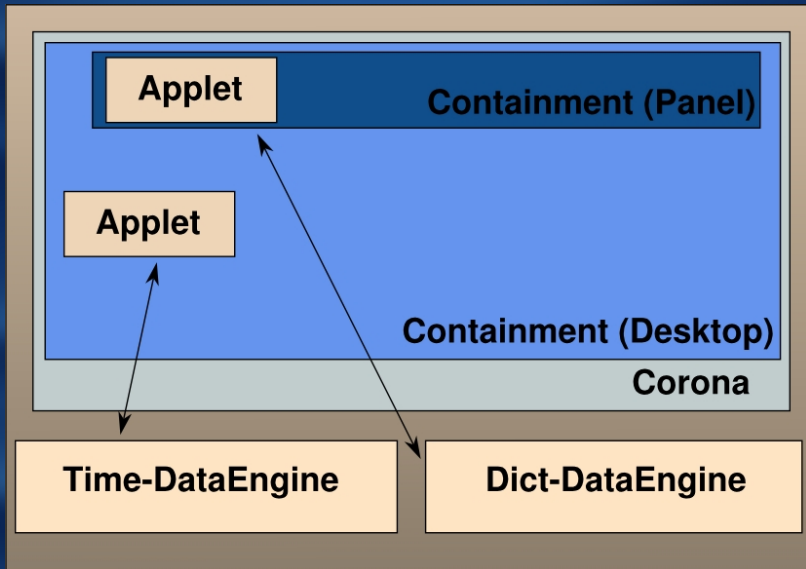 Applet
Containment (Panel)
Applet
Containment (Desktop)
Corona
Time-DataEngine
Dict-DataEngine